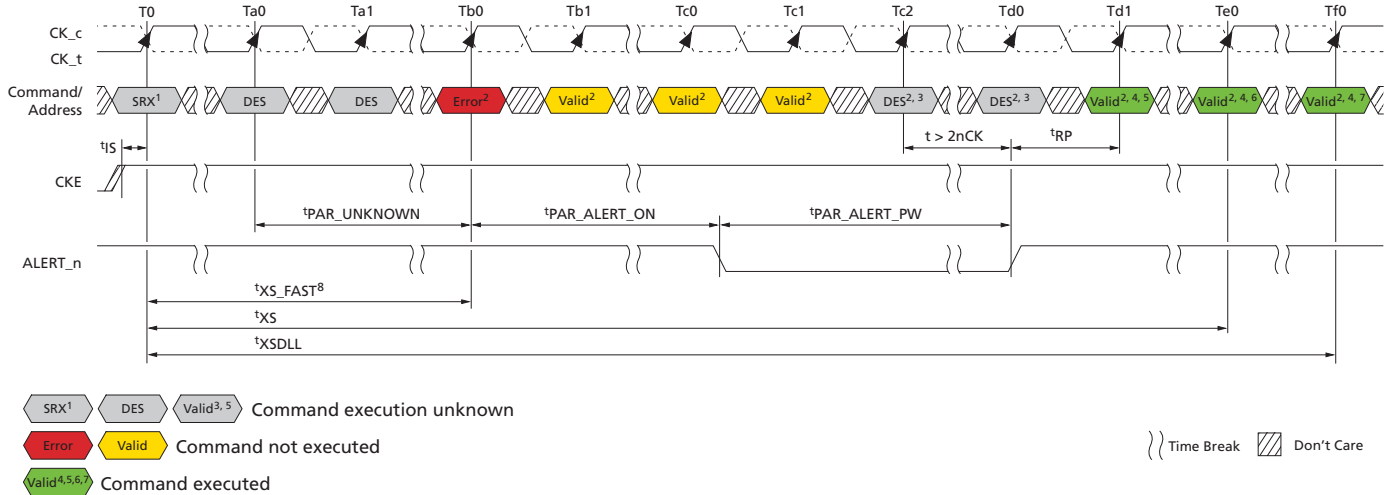 T0 Ta0 Ta1 Tb0 Tb1 Tc0 Tc1 Tc2 Td0 Td1 Te0 Tf0
CK_c
CK_t
Command/
Address
SRX¹ DES DES Error² Valid² Valid² Valid² DES², ³ DES², ³ Valid², ⁴, ⁵ Valid², ⁴, ⁶ Valid², ⁴, ⁷
t > 2nCK ᵗRP
ᵗIS
CKE
ᵗPAR_UNKNOWN ᵗPAR_ALERT_ON ᵗPAR_ALERT_PW
ALERT_n
ᵗXS_FAST⁸
ᵗXS
ᵗXSDLL
SRX¹ DES Valid³, ⁵ Command execution unknown
Error Valid Command not executed
Time Break Don't Care
Valid⁴,⁵,⁶,⁷ Command executed